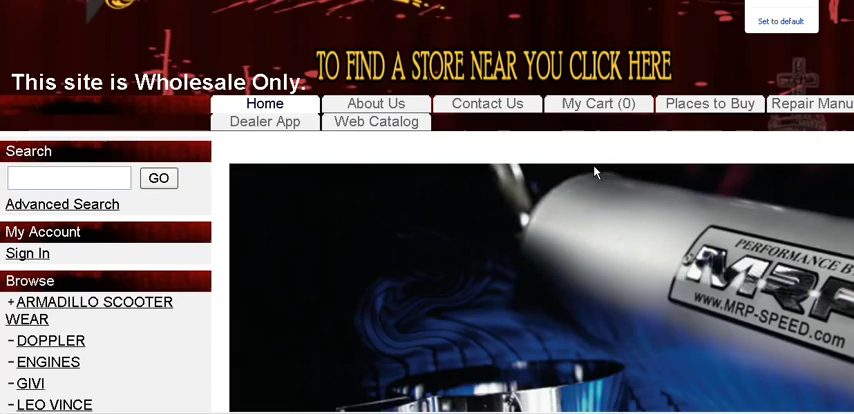 Set to default
TO FIND A STORE NEAR YOU CLICK HERE
This site is Wholesale Only.
Home
About Us
Contact Us
My Cart (0)
Places to Buy
Repair Manu
Dealer App
Web Catalog
Search
GO
Advanced Search
My Account
Sign In
Browse
+ARMADILLO SCOOTER
WEAR
-DOPPLER
-ENGINES
-GIVI
-LEO VINCE
PERFORMANCE B
MRP
www.MRP-SPEED.com